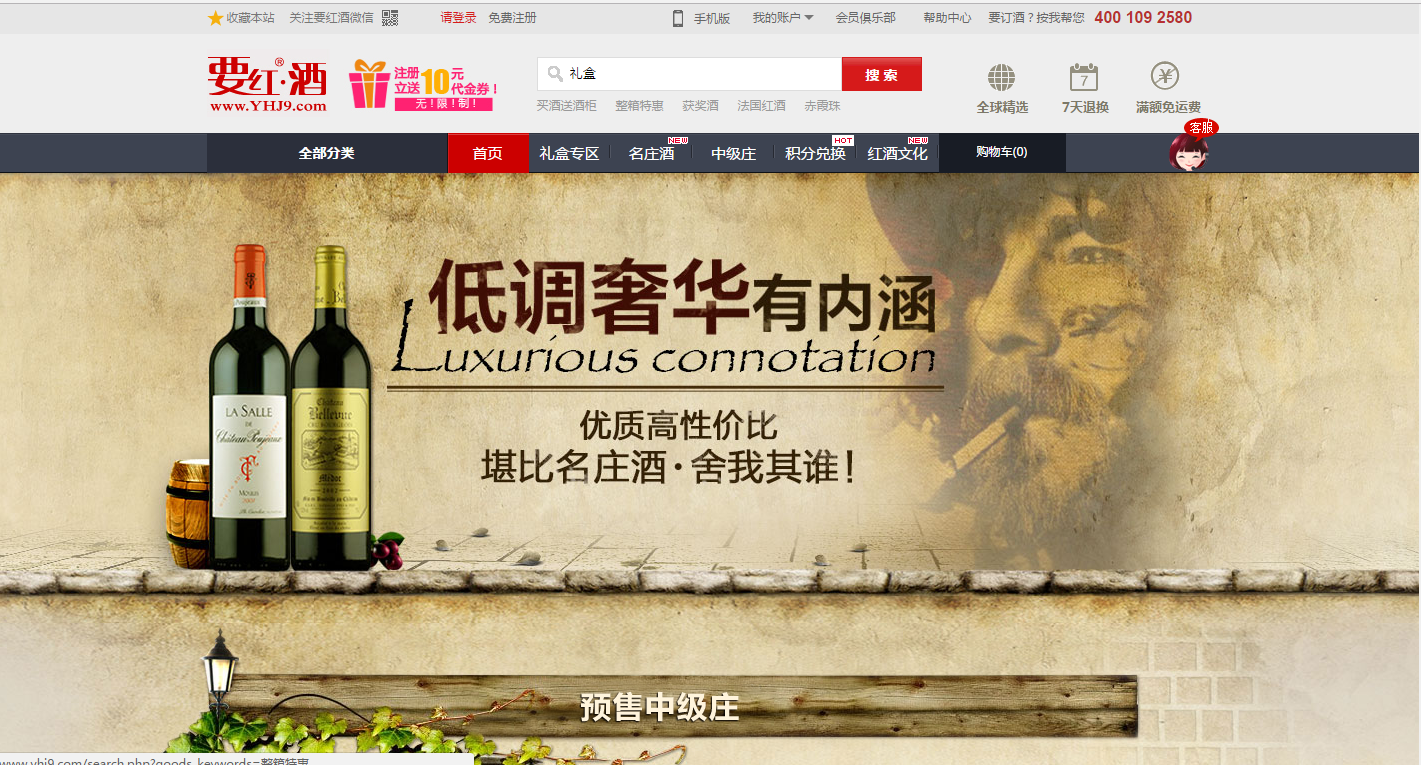 收藏本站 关注要红酒微信 请登录 免费注册 手机版 我的账户 会员俱乐部 帮助中心 要订酒？按我帮您 400 109 2580
要红·酒®
www.YHJ9.com
注册立送10元代金券！
无！限！制！
礼盒
搜 索
买酒送酒柜 整箱特惠 获奖酒 法国红酒 赤霞珠
7
全球精选 7天退换 满额免运费
客服
NEW HOT NEW
全部分类 首页 礼盒专区 名庄酒 中级庄 积分兑换 红酒文化 购物车(0)
低调奢华有内涵
Luxurious connotation
优质高性价比
堪比名庄酒·舍我其谁！
LA SALLE
DE
Château Poujeaux
MOULIS
Château
Bellevue
CRU BOURGEOIS
Médoc
预售中级庄
www.yhj9.com/search.php?goods_keywords=整箱特惠